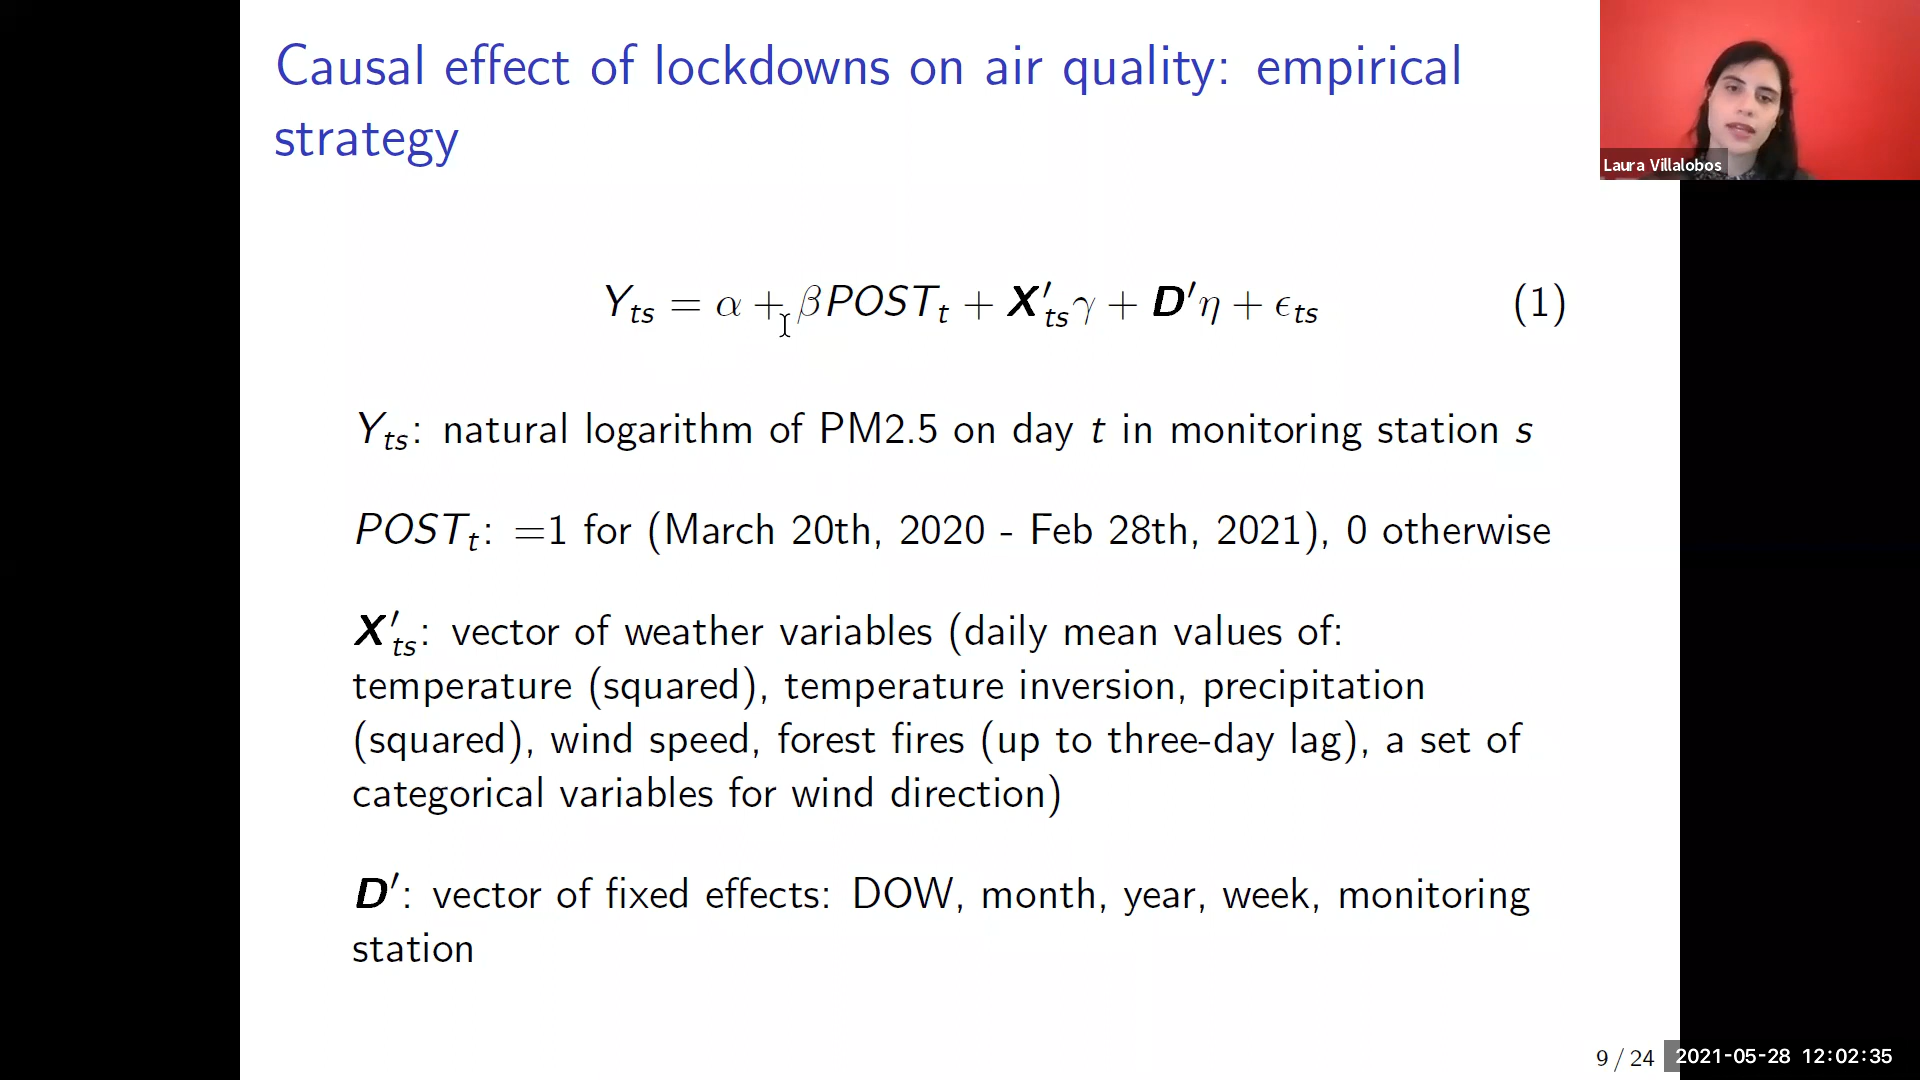 Causal effect of lockdowns on air quality: empirical
strategy
Laura Villalobos
Y_ts = α + βPOST_t + X′_ts γ + D′η + ϵ_ts (1)
Y_ts: natural logarithm of PM2.5 on day t in monitoring station s
POST_t: =1 for (March 20th, 2020 - Feb 28th, 2021), 0 otherwise
X′_ts: vector of weather variables (daily mean values of:
temperature (squared), temperature inversion, precipitation
(squared), wind speed, forest fires (up to three-day lag), a set of
categorical variables for wind direction)
D′: vector of fixed effects: DOW, month, year, week, monitoring
station
9 / 24
2021-05-28 12:02:35